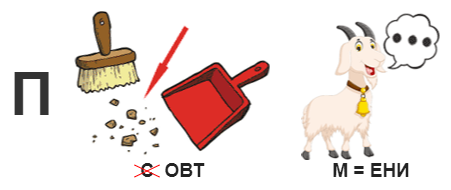 П
С ОВТ
М = ЕНИ